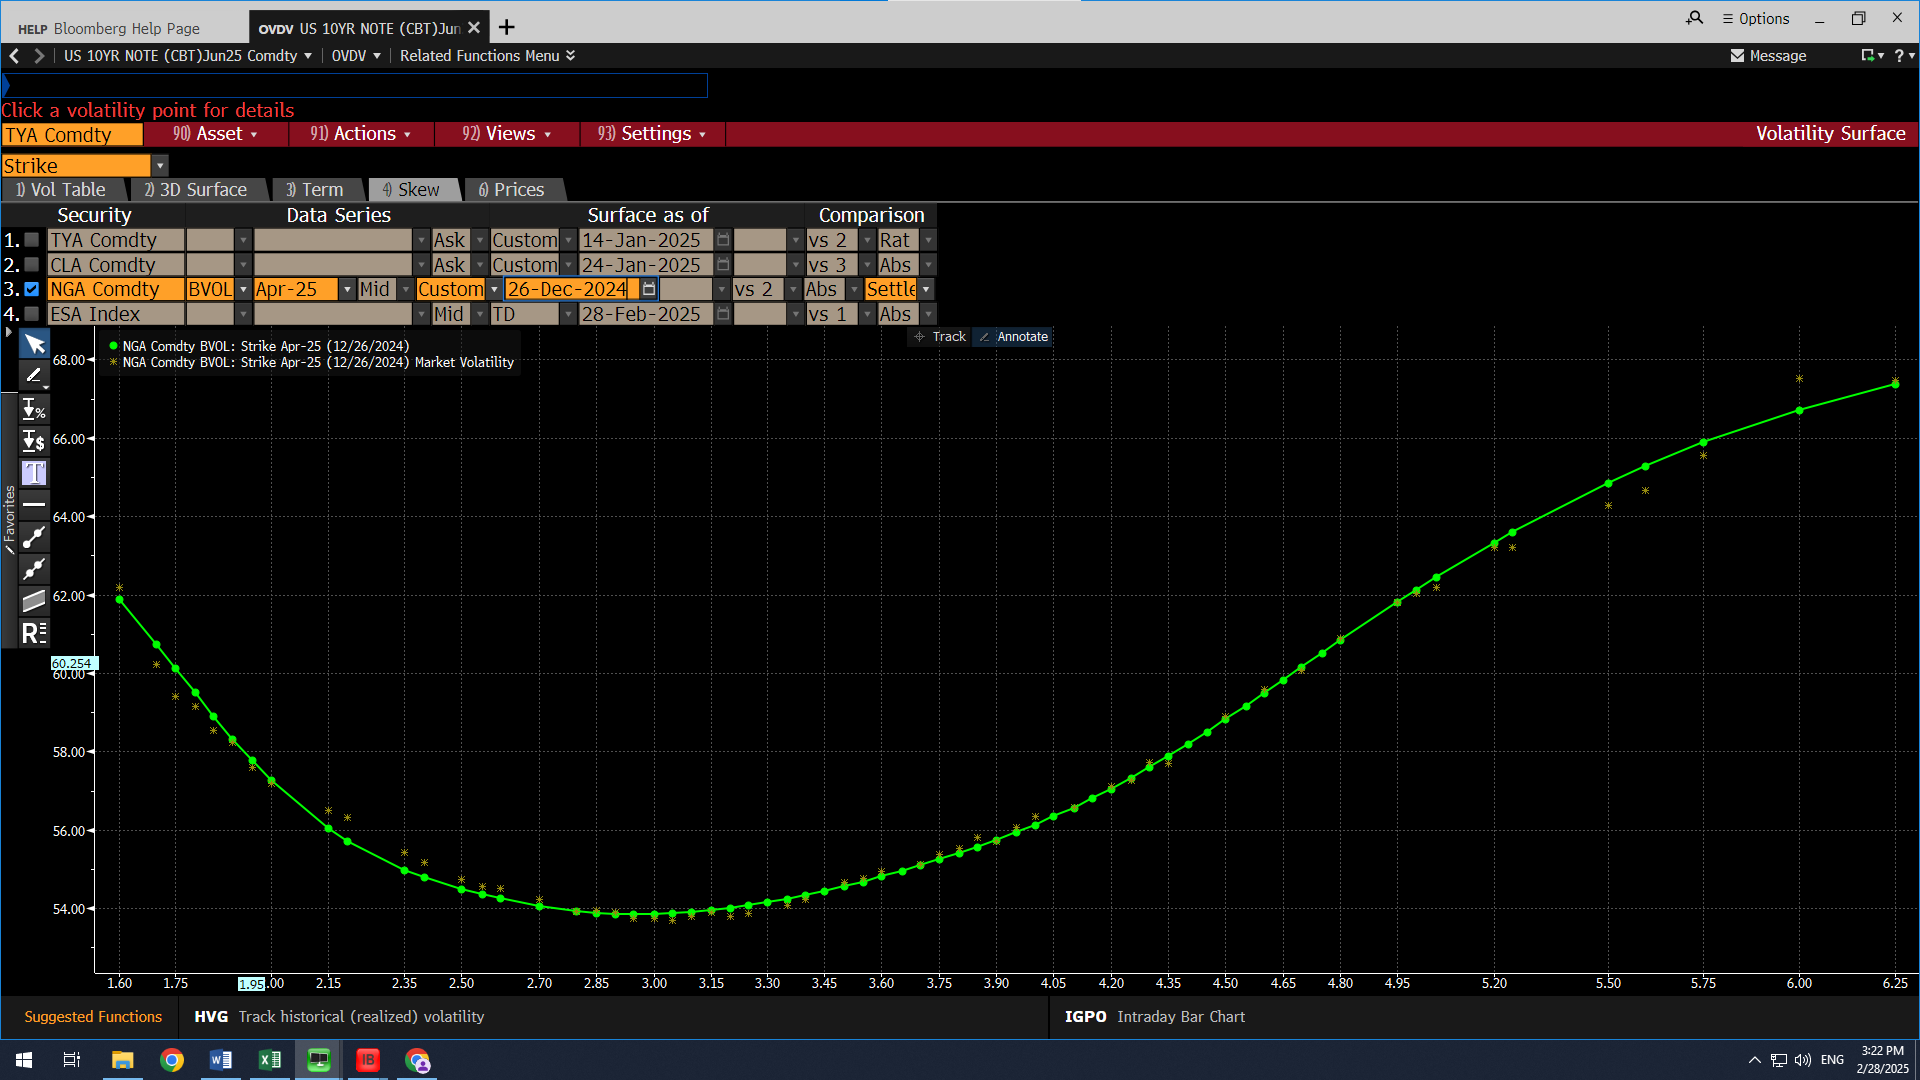 HELP Bloomberg Help Page
OVDV US 10YR NOTE (CBT)Jun
Options
US 10YR NOTE (CBT)Jun25 Comdty OVDV Related Functions Menu
Message
?
Click a volatility point for details
TYA Comdty 90) Asset 91) Actions 92) Views 93) Settings Volatility Surface
Strike
1) Vol Table 2) 3D Surface 3) Term 4) Skew 6) Prices
Security Data Series Surface as of Comparison
1. TYA Comdty Ask Custom 14-Jan-2025 vs 2 Rat
2. CLA Comdty Ask Custom 24-Jan-2025 vs 3 Abs
3. NGA Comdty BVOL Apr-25 Mid Custom 26-Dec-2024 vs 2 Abs Settle
4. ESA Index Mid TD 28-Feb-2025 vs 1 Abs
Track Annotate
NGA Comdty BVOL: Strike Apr-25 (12/26/2024)
NGA Comdty BVOL: Strike Apr-25 (12/26/2024) Market Volatility
%
$
T
R
Favorites
68.00
66.00
64.00
62.00
60.254
60.00
58.00
56.00
54.00
1.60 1.75 1.95 .00 2.15 2.35 2.50 2.70 2.85 3.00 3.15 3.30 3.45 3.60 3.75 3.90 4.05 4.20 4.35 4.50 4.65 4.80 4.95 5.20 5.50 5.75 6.00 6.25
Suggested Functions HVG Track historical (realized) volatility IGPO Intraday Bar Chart
IB
ENG
3:22 PM
2/28/2025